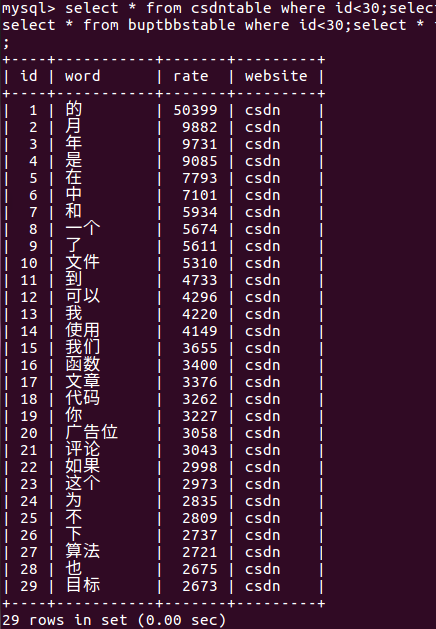 mysql> select * from csdntable where id<30;selec
select * from buptbbstable where id<30;select *
;
+----+-----------+-------+---------+
| id | word      | rate  | website |
+----+-----------+-------+---------+
|  1 | 的        | 50399 | csdn    |
|  2 | 月        |  9882 | csdn    |
|  3 | 年        |  9731 | csdn    |
|  4 | 是        |  9085 | csdn    |
|  5 | 在        |  7793 | csdn    |
|  6 | 中        |  7101 | csdn    |
|  7 | 和        |  5934 | csdn    |
|  8 | 一个      |  5674 | csdn    |
|  9 | 了        |  5611 | csdn    |
| 10 | 文件      |  5310 | csdn    |
| 11 | 到        |  4733 | csdn    |
| 12 | 可以      |  4296 | csdn    |
| 13 | 我        |  4220 | csdn    |
| 14 | 使用      |  4149 | csdn    |
| 15 | 我们      |  3655 | csdn    |
| 16 | 函数      |  3400 | csdn    |
| 17 | 文章      |  3376 | csdn    |
| 18 | 代码      |  3262 | csdn    |
| 19 | 你        |  3227 | csdn    |
| 20 | 广告位    |  3058 | csdn    |
| 21 | 评论      |  3043 | csdn    |
| 22 | 如果      |  2998 | csdn    |
| 23 | 这个      |  2973 | csdn    |
| 24 | 为        |  2835 | csdn    |
| 25 | 不        |  2809 | csdn    |
| 26 | 下        |  2737 | csdn    |
| 27 | 算法      |  2721 | csdn    |
| 28 | 也        |  2675 | csdn    |
| 29 | 目标      |  2673 | csdn    |
+----+-----------+-------+---------+
29 rows in set (0.00 sec)